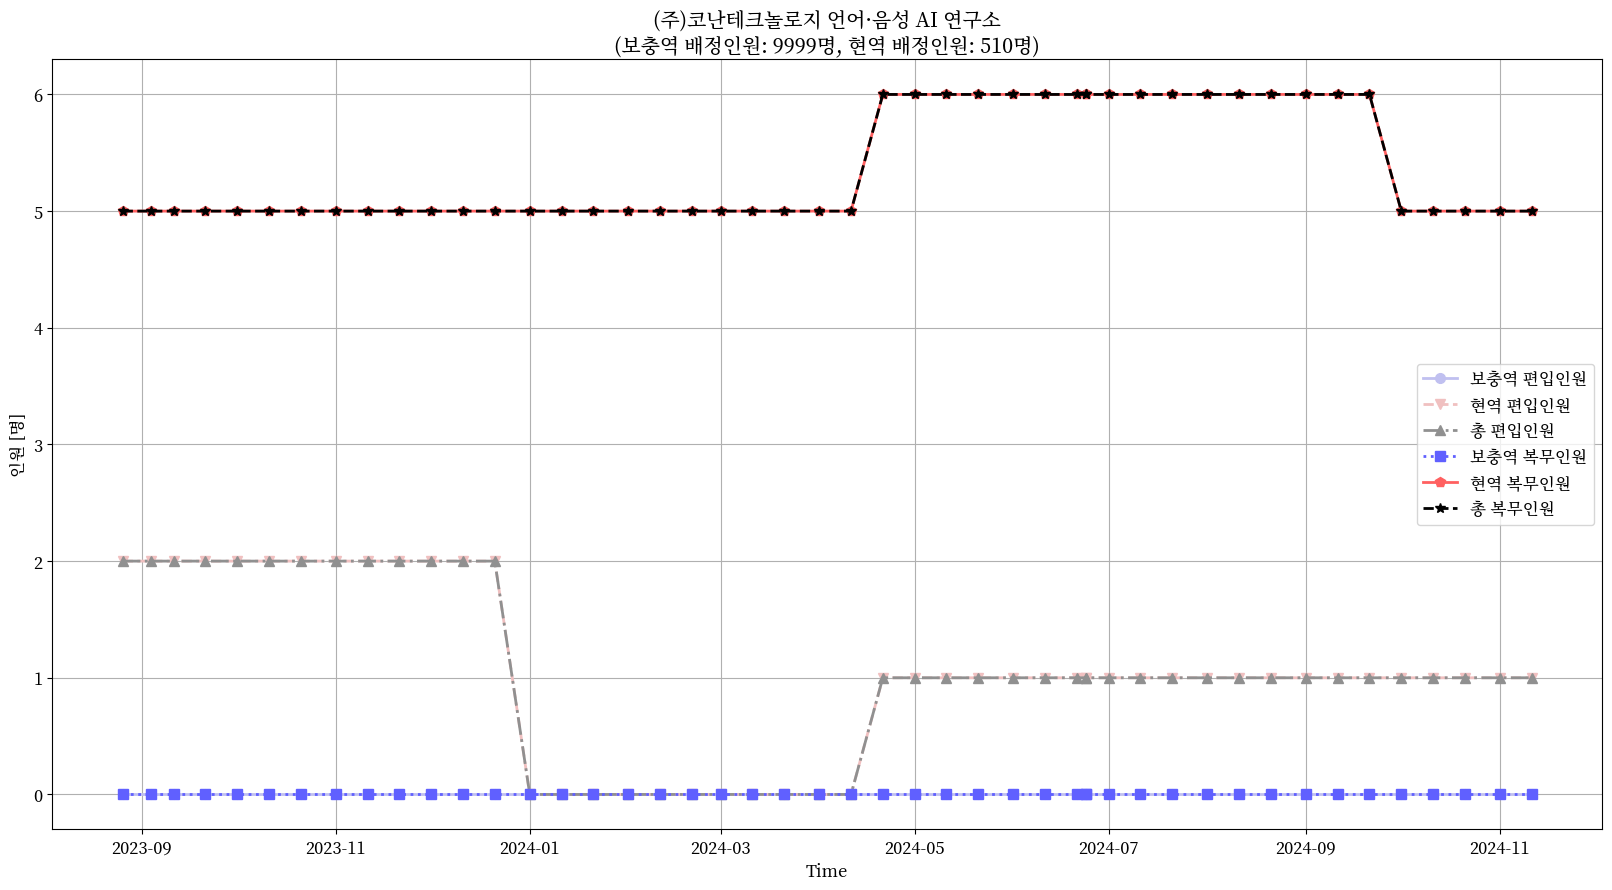 (주)코난테크놀로지 언어·음성 AI 연구소
(보충역 배정인원: 9999명, 현역 배정인원: 510명)
6
5
4
3
2
1
0
인원 [명]
보충역 편입인원
현역 편입인원
총 편입인원
보충역 복무인원
현역 복무인원
총 복무인원
2023-09 2023-11 2024-01 2024-03 2024-05 2024-07 2024-09 2024-11
Time